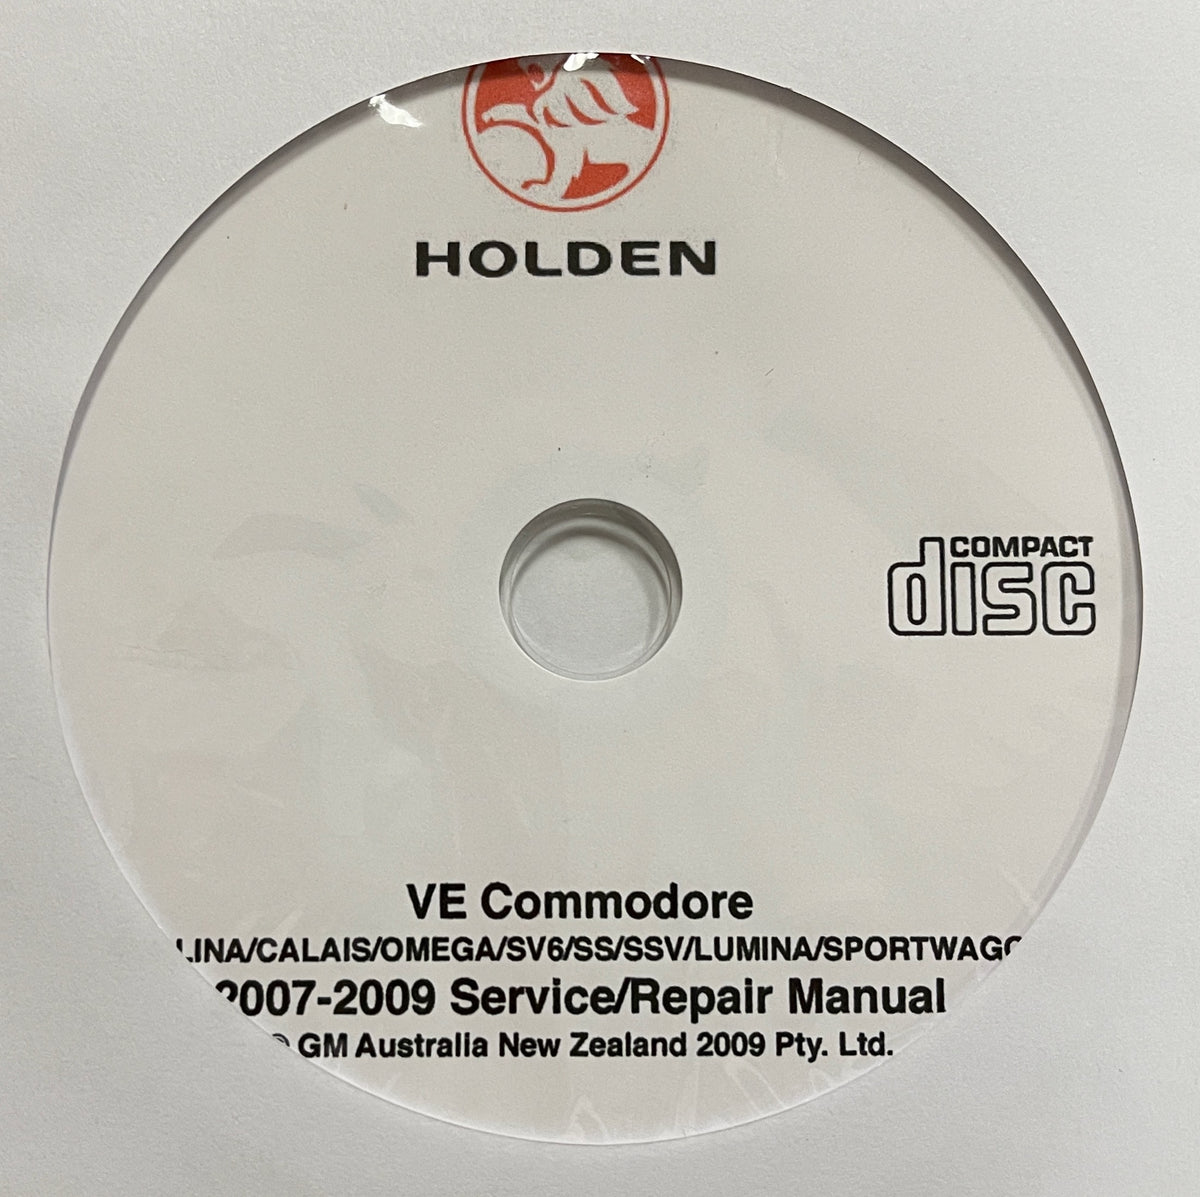 HOLDEN
COMPACT
disc
VE Commodore
LINA/CALAIS/OMEGA/SV6/SS/SSV/LUMINA/SPORTWAGO
2007-2009 Service/Repair Manual
© GM Australia New Zealand 2009 Pty. Ltd.